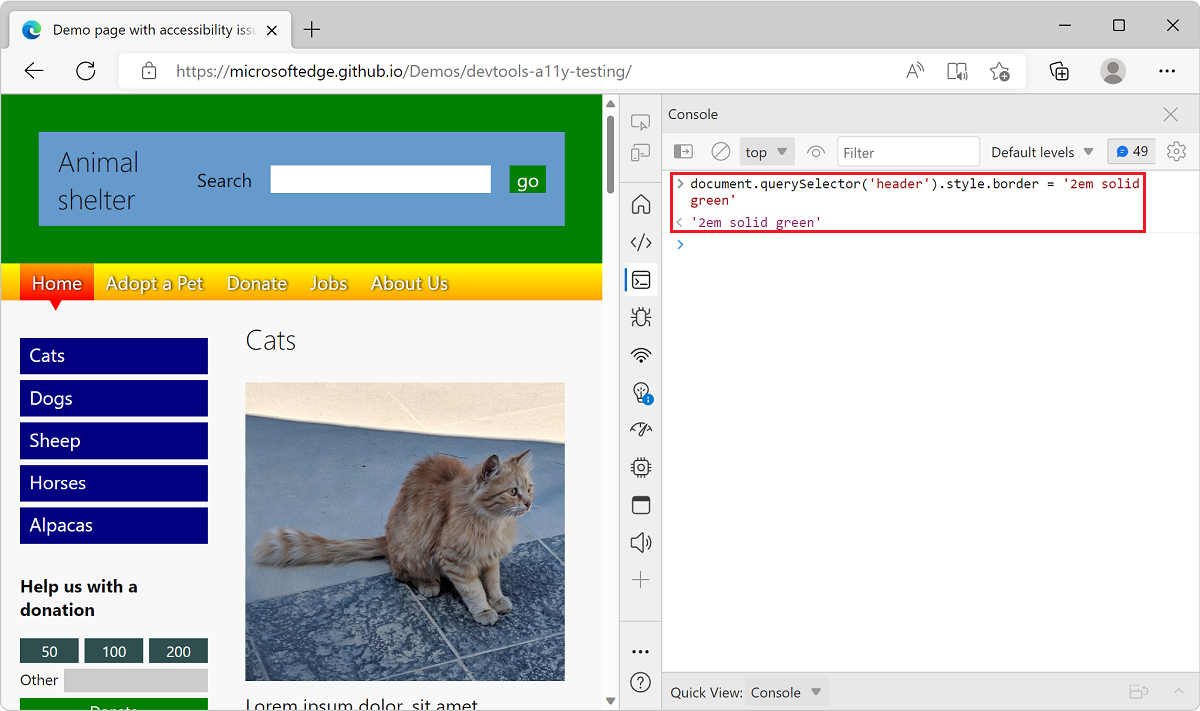 Demo page with accessibility issu
https://microsoftedge.github.io/Demos/devtools-a11y-testing/
Animal
shelter
Search
go
Home Adopt a Pet Donate Jobs About Us
Cats
Dogs
Sheep
Horses
Alpacas
Help us with a
donation
50 100 200
Other
Donate
Cats
Lorem ipsum dolor, sit amet
Console
top Filter Default levels 49
> document.querySelector('header').style.border = '2em solid
green'
< '2em solid green'
>
Quick View: Console